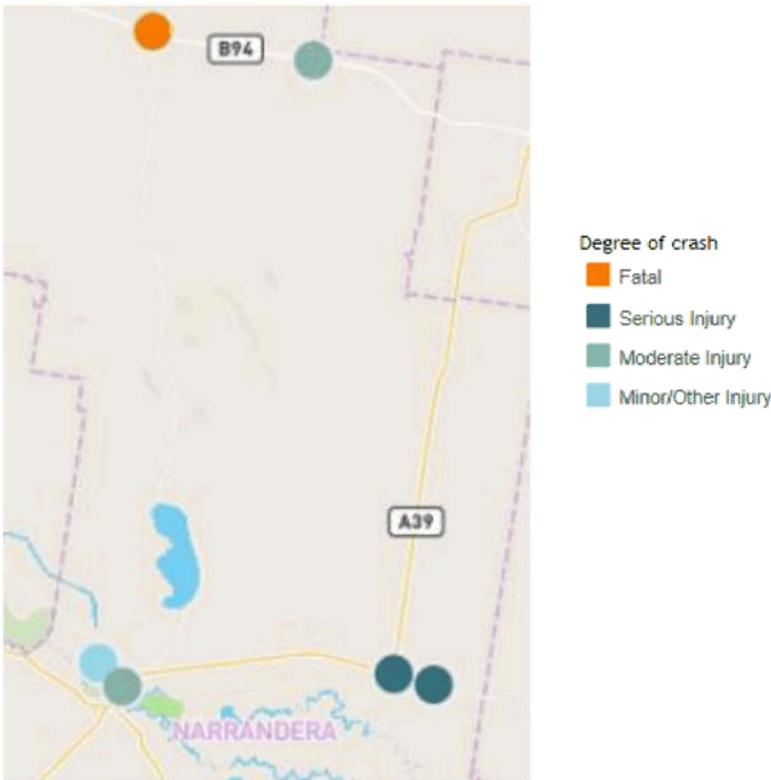 B94
Degree of crash
Fatal
Serious Injury
Moderate Injury
Minor/Other Injury
A39
NARRANDERA